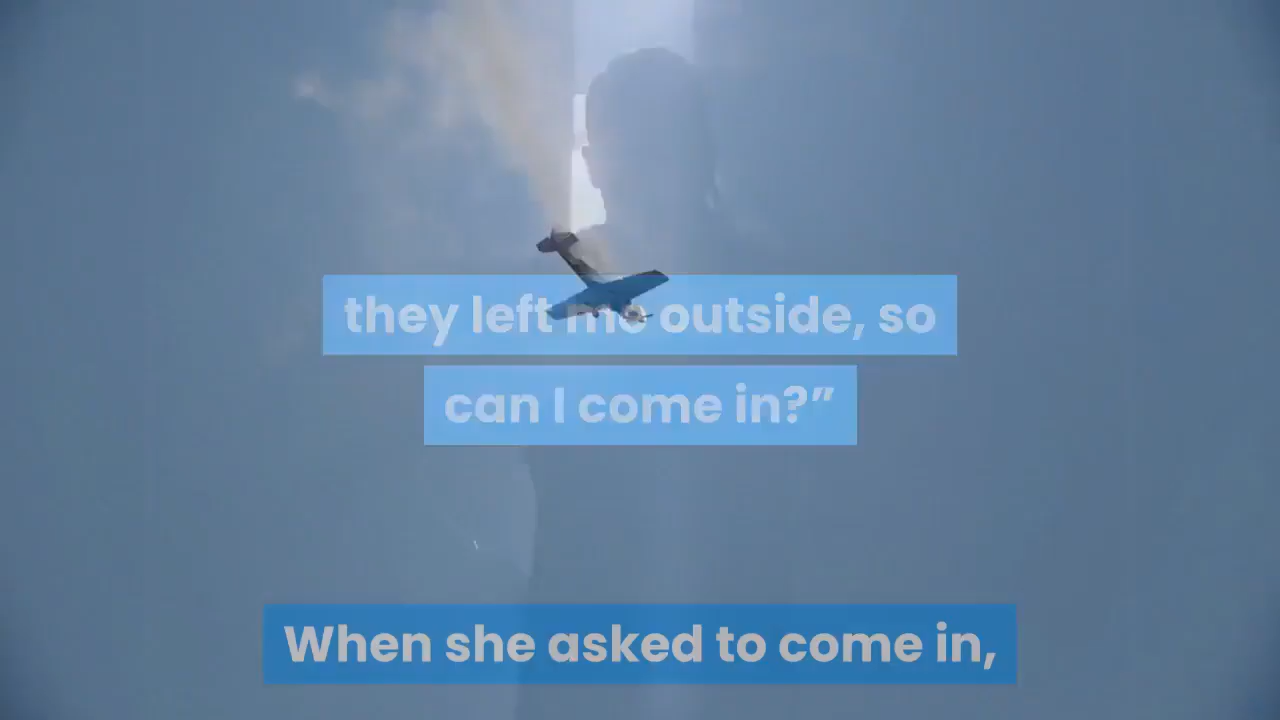 they left me outside, so
can I come in?”
When she asked to come in,